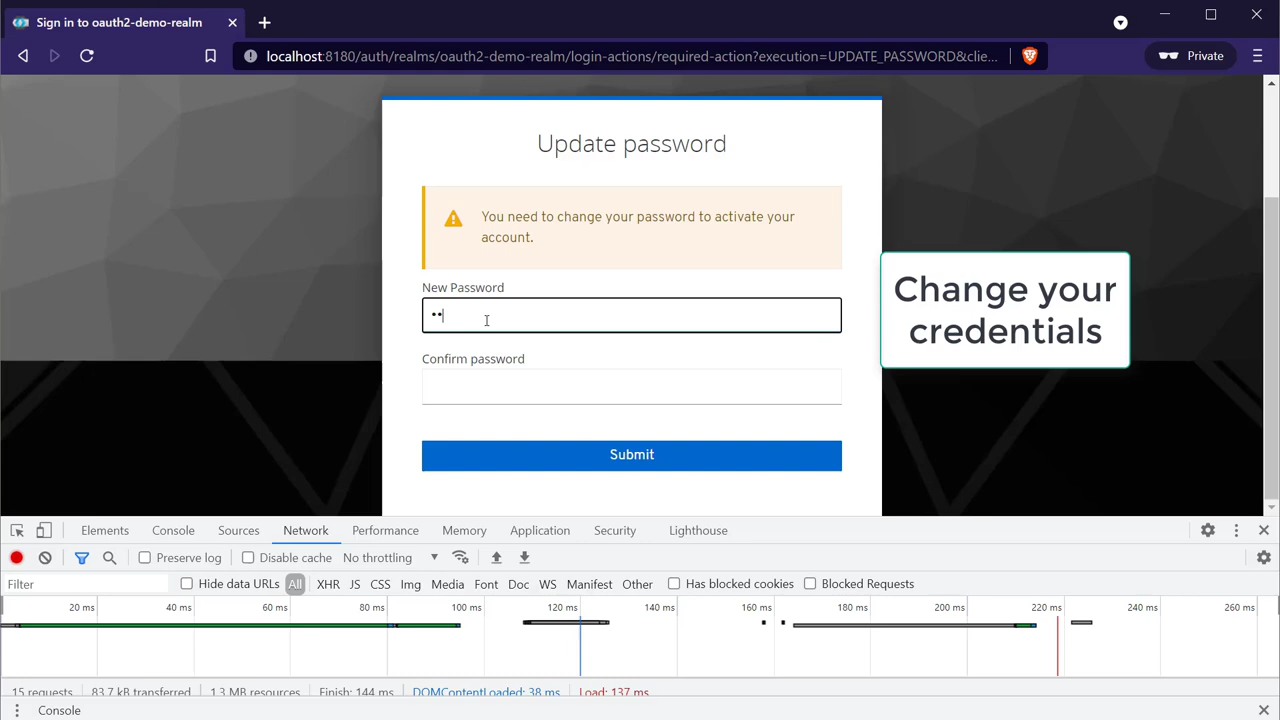 Sign in to oauth2-demo-realm
localhost:8180/auth/realms/oauth2-demo-realm/login-actions/required-action?execution=UPDATE_PASSWORD&clie...
Private
Update password
You need to change your password to activate your
account.
New Password
••
Confirm password
Submit
Change your
credentials
Elements Console Sources Network Performance Memory Application Security Lighthouse
Preserve log Disable cache No throttling
Filter Hide data URLs All XHR JS CSS Img Media Font Doc WS Manifest Other Has blocked cookies Blocked Requests
20 ms 40 ms 60 ms 80 ms 100 ms 120 ms 140 ms 160 ms 180 ms 200 ms 220 ms 240 ms 260 ms
15 requests 83.7 kB transferred 1.3 MB resources Finish: 144 ms DOMContentLoaded: 38 ms Load: 137 ms
Console